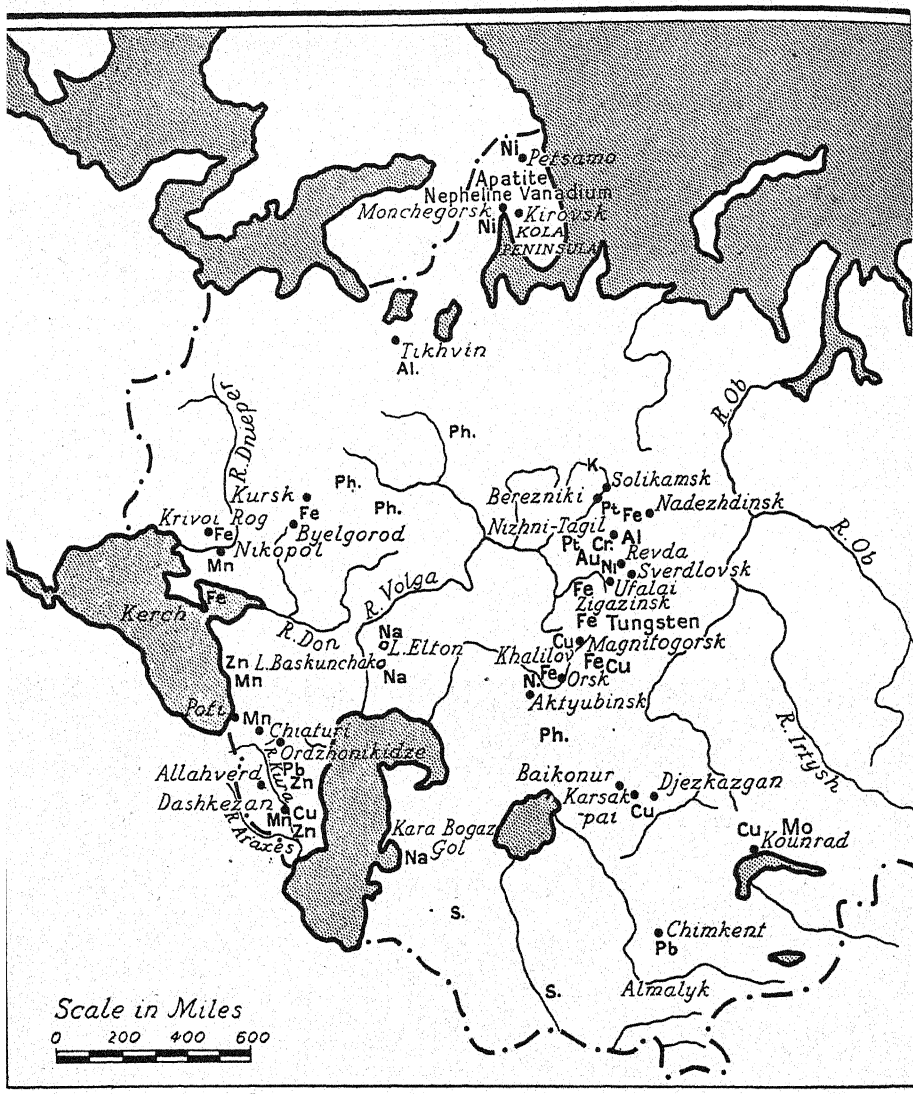 Ni
Petsamo
Apatite
Nepheline Vanadium
Monchegorsk
Kirovsk
Ni
KOLA
PENINSULA
Tikhvin
Al.
R. Ob
R. Dnieper
Ph.
K
Solikamsk
Kursk
Ph.
Berezniki
Pt
Fe
Nadezhdinsk
Krivoi Rog
Fe
Ph.
Nizhni-Tagil
Fe
Byelgorod
Pt
Cr.
Al
R. Ob
Nikopol
Au
Ni
Revda
Mn
Sverdlovsk
R. Volga
Fe
Ufalai
Kerch
Fe
Zigazinsk
R. Don
Na
Fe
Tungsten
L. Elton
Cu
Magnitogorsk
Zn
L. Baskunchak
Khalilov
Fe
Cu
Mn
Na
Fe
Orsk
N.
Aktyubinsk
Poti
Mn
Chiaturi
Ph.
R. Irtysh
Ordzhonikidze
R. Kura
Pb
Zn
Allahverd
Baikonur
Djezkazgan
Dashkezan
Karsak
-pai
Cu
Mn
Cu
Zn
R. Araxes
Kara Bogaz
Gol
Na
Cu
Mo
Kounrad
S.
Chimkent
Pb
S.
Almalyk
Scale in Miles
0 200 400 600